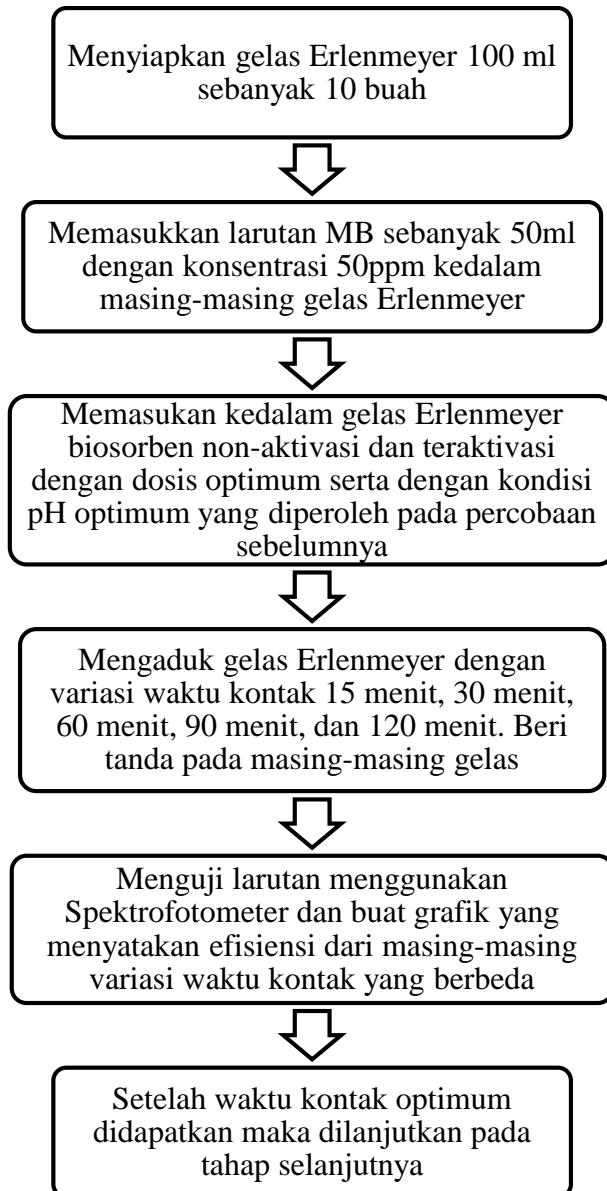 Menyiapkan gelas Erlenmeyer 100 ml
sebanyak 10 buah
Memasukkan larutan MB sebanyak 50ml
dengan konsentrasi 50ppm kedalam
masing-masing gelas Erlenmeyer
Memasukan kedalam gelas Erlenmeyer
biosorben non-aktivasi dan teraktivasi
dengan dosis optimum serta dengan kondisi
pH optimum yang diperoleh pada percobaan
sebelumnya
Mengaduk gelas Erlenmeyer dengan
variasi waktu kontak 15 menit, 30 menit,
60 menit, 90 menit, dan 120 menit. Beri
tanda pada masing-masing gelas
Menguji larutan menggunakan
Spektrofotometer dan buat grafik yang
menyatakan efisiensi dari masing-masing
variasi waktu kontak yang berbeda
Setelah waktu kontak optimum
didapatkan maka dilanjutkan pada
tahap selanjutnya